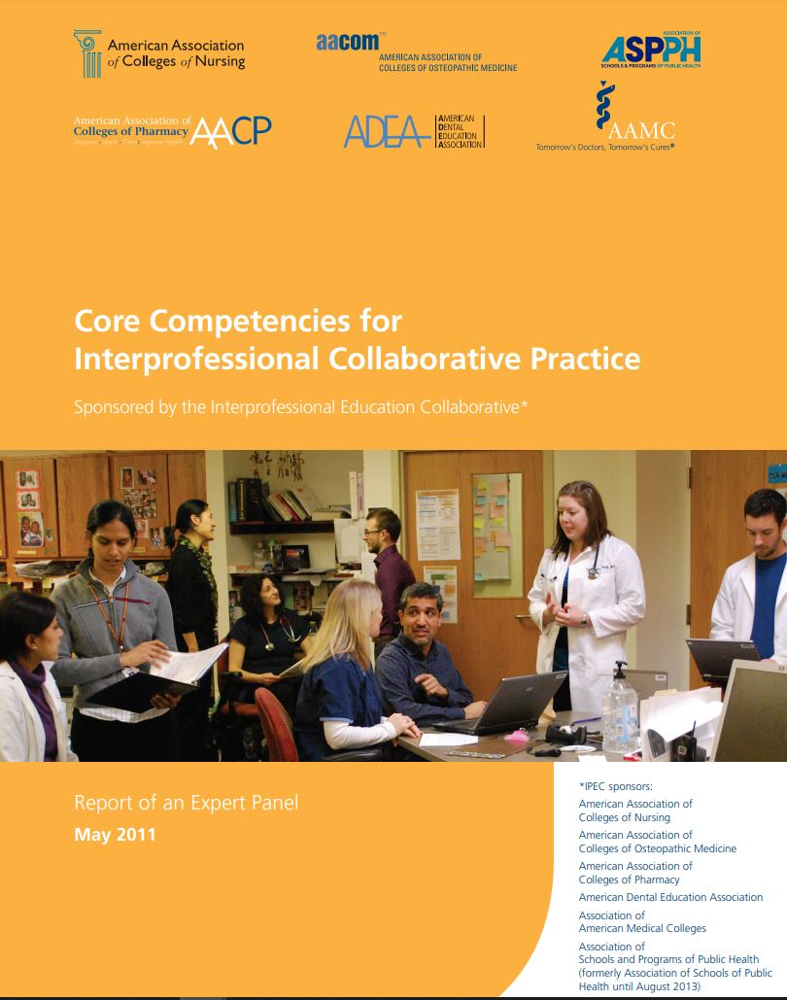 American Association
of Colleges of Nursing
aacom™
AMERICAN ASSOCIATION OF
COLLEGES OF OSTEOPATHIC MEDICINE
ASSOCIATION OF
ASPPH
SCHOOLS & PROGRAMS OF PUBLIC HEALTH
American Association of
Colleges of Pharmacy
Discover · Learn · Care · Improve Health
AACP
ADEA
AMERICAN
DENTAL
EDUCATION
ASSOCIATION
AAMC
Tomorrow's Doctors, Tomorrow's Cures®
Core Competencies for
Interprofessional Collaborative Practice
Sponsored by the Interprofessional Education Collaborative*
Report of an Expert Panel
May 2011
*IPEC sponsors:
American Association of
Colleges of Nursing
American Association of
Colleges of Osteopathic Medicine
American Association of
Colleges of Pharmacy
American Dental Education Association
Association of
American Medical Colleges
Association of
Schools and Programs of Public Health
(formerly Association of Schools of Public
Health until August 2013)